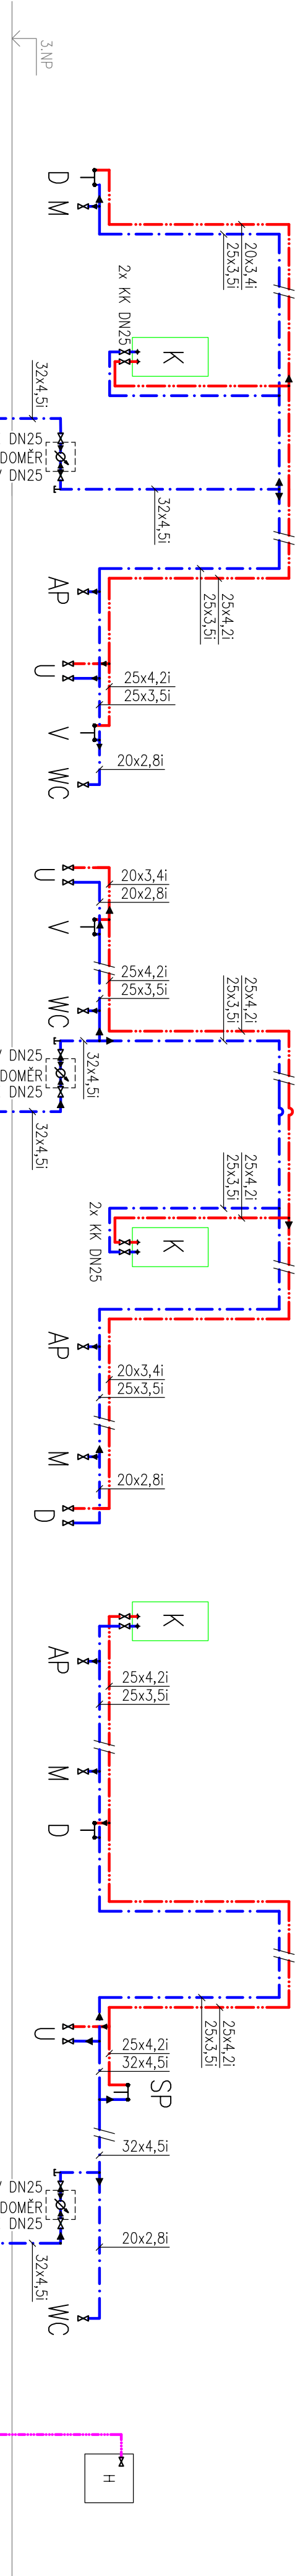 3.NP
D
M
20x3,4i
25x3,5i
2x KK DN25
K
32x4,5i
DN25
DOMĚR
DN25
32x4,5i
AP
25x4,2i
25x3,5i
U
25x4,2i
25x3,5i
V
20x2,8i
WC
U
20x3,4i
20x2,8i
V
25x4,2i
25x3,5i
WC
25x4,2i
25x3,5i
32x4,5i
DN25
DOMĚR
DN25
32x4,5i
25x4,2i
25x3,5i
2x KK DN25
K
AP
20x3,4i
25x3,5i
M
20x2,8i
D
K
AP
25x4,2i
25x3,5i
M
D
25x4,2i
25x3,5i
U
25x4,2i
32x4,5i
SP
32x4,5i
DN25
DOMĚR
DN25
32x4,5i
20x2,8i
WC
H